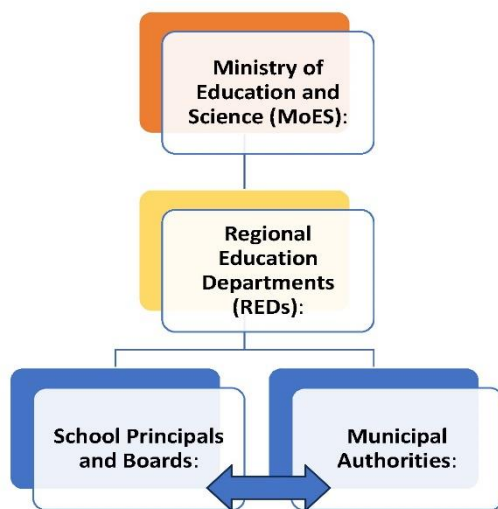 Ministry of
Education and
Science (MoES):
Regional
Education
Departments
(REDs):
School Principals
and Boards:
Municipal
Authorities: